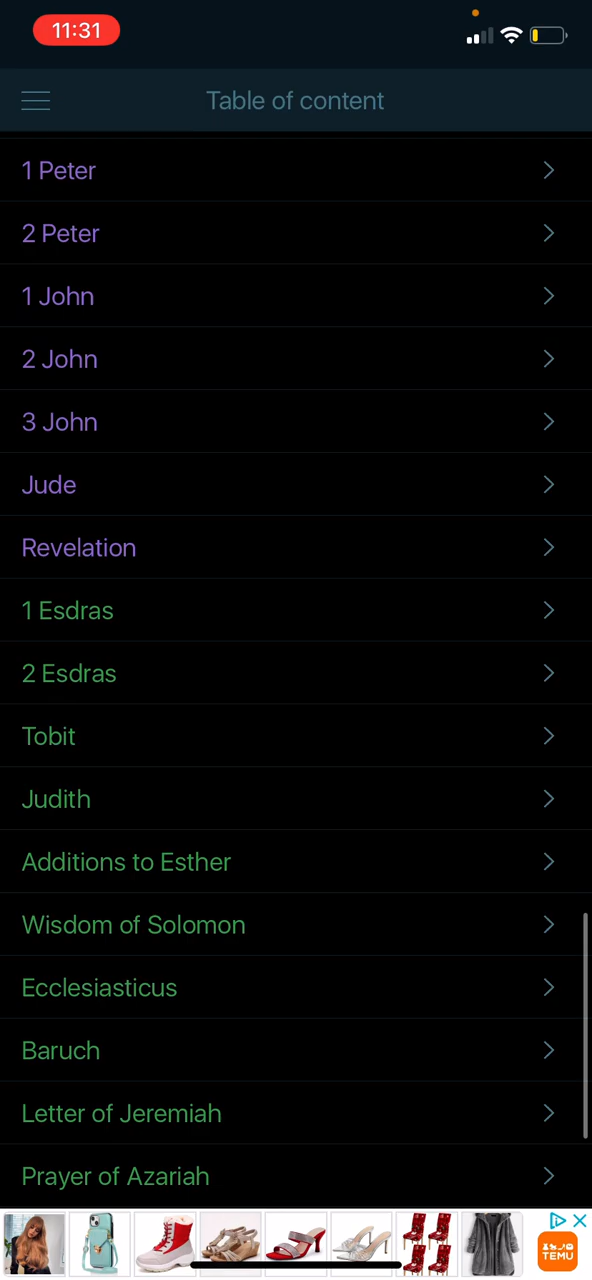 11:31
Table of content
1 Peter
2 Peter
1 John
2 John
3 John
Jude
Revelation
1 Esdras
2 Esdras
Tobit
Judith
Additions to Esther
Wisdom of Solomon
Ecclesiasticus
Baruch
Letter of Jeremiah
Prayer of Azariah
TEMU